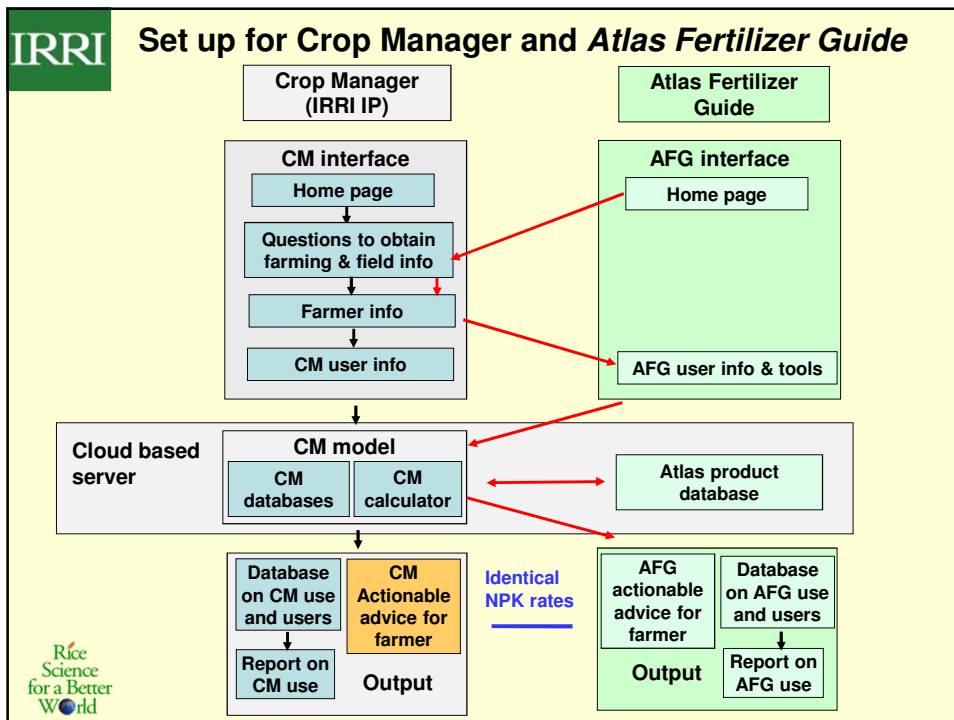 IRRI
Set up for Crop Manager and Atlas Fertilizer Guide
Crop Manager
(IRRI IP)
Atlas Fertilizer
Guide
CM interface
Home page
Questions to obtain
farming & field info
Farmer info
CM user info
AFG interface
Home page
AFG user info & tools
Cloud based
server
CM model
CM
databases
CM
calculator
Atlas product
database
Database
on CM use
and users
Report on
CM use
CM
Actionable
advice for
farmer
Output
Identical
NPK rates
AFG
actionable
advice for
farmer
Output
Database
on AFG use
and users
Report on
AFG use
Rice
Science
for a Better
World